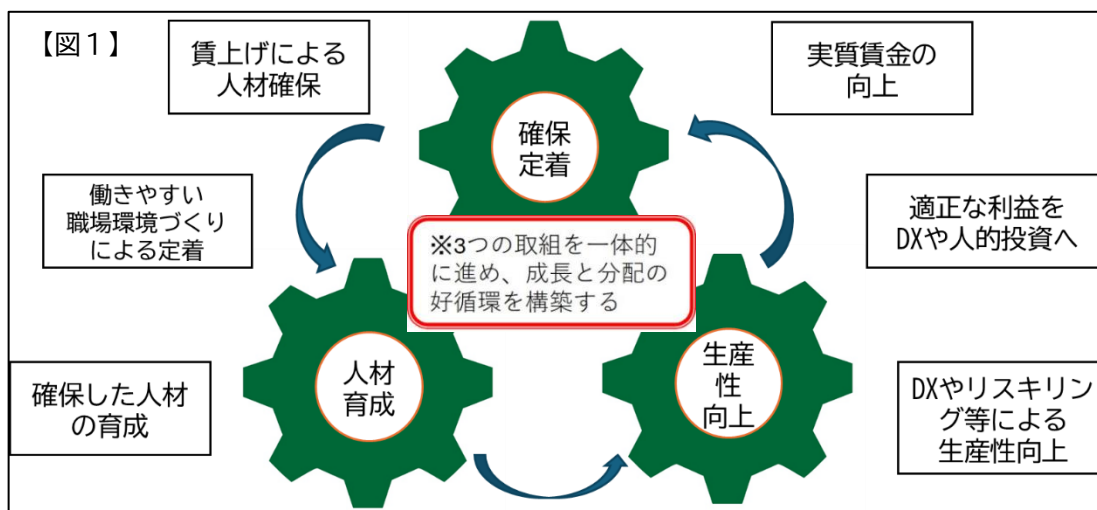 【図1】
賃上げによる
人材確保
実質賃金の
向上
確保
定着
働きやすい
職場環境づくり
による定着
適正な利益を
DXや人的投資へ
※3つの取組を一体的
に進め、成長と分配の
好循環を構築する
人材
育成
生産
性
向上
確保した人材
の育成
DXやリスキリン
グ等による
生産性向上